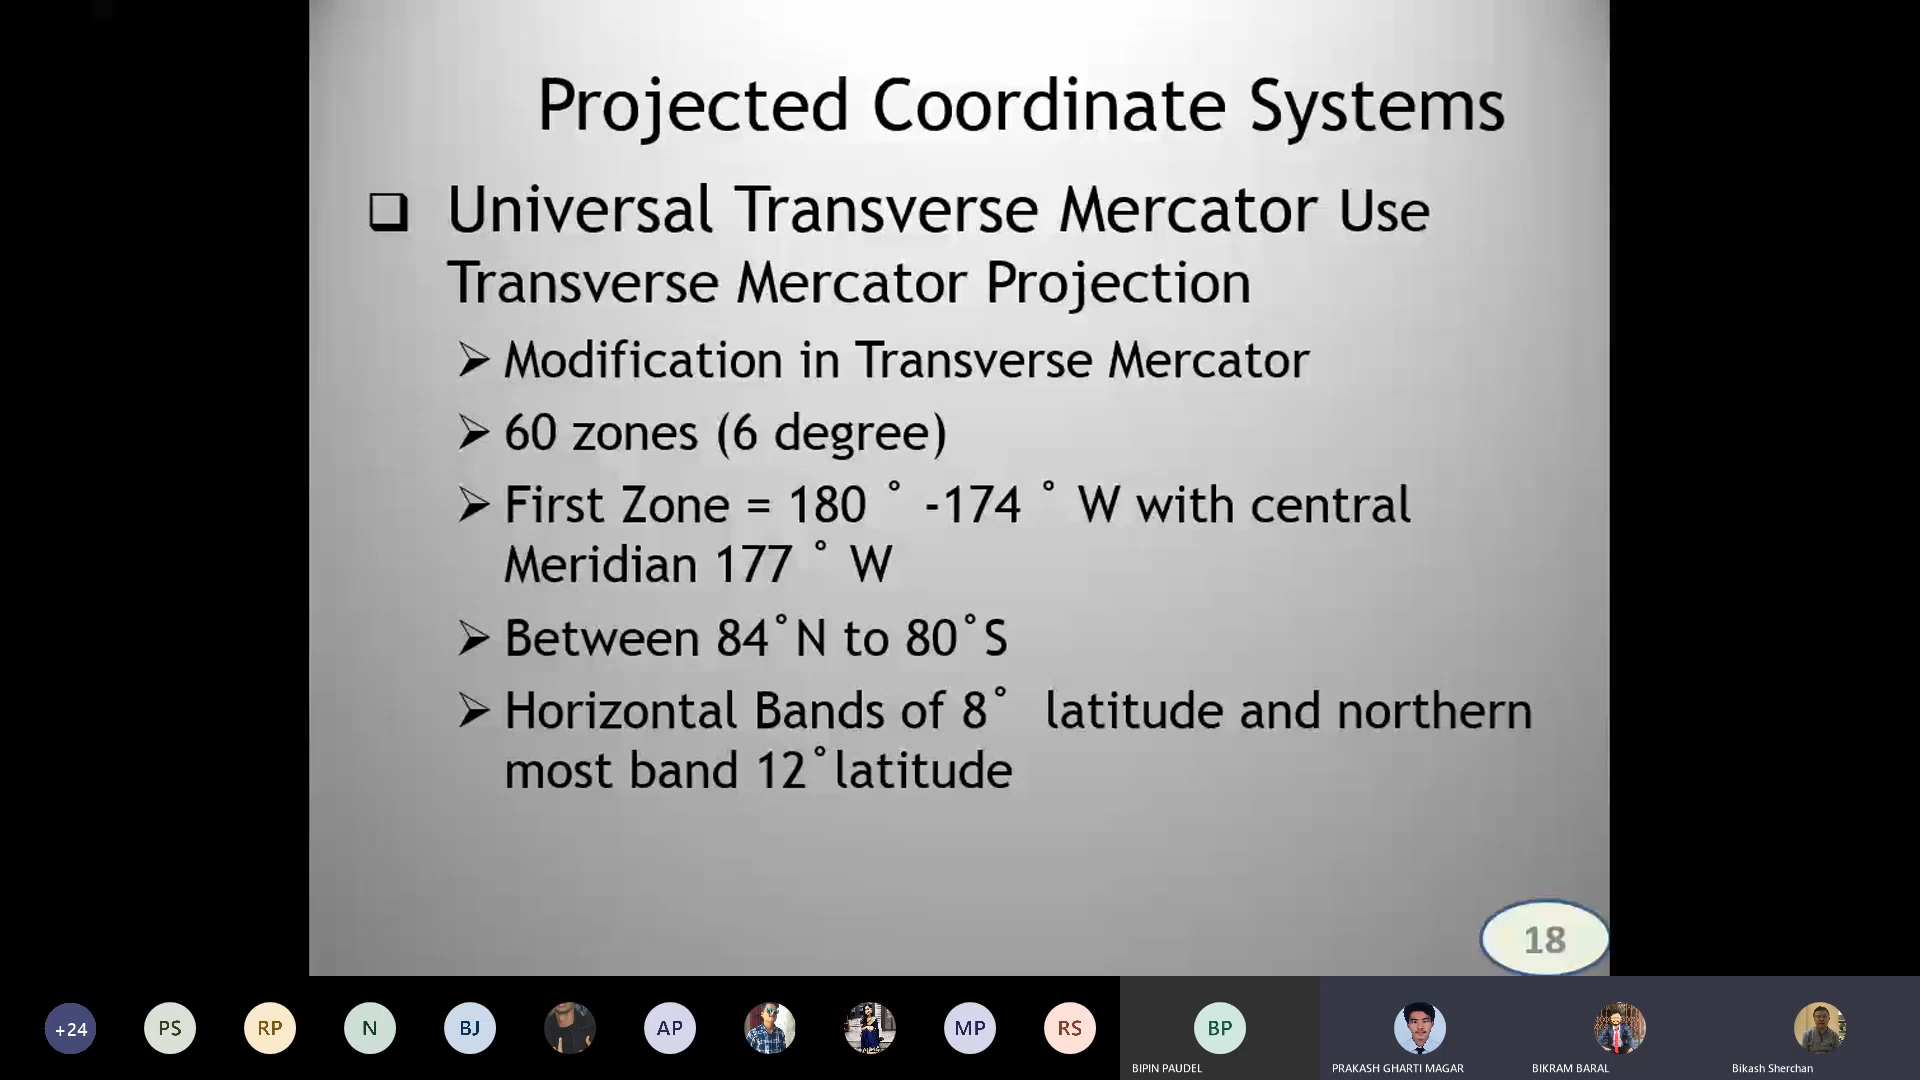 Projected Coordinate Systems
❑ Universal Transverse Mercator Use
Transverse Mercator Projection
➢ Modification in Transverse Mercator
➢ 60 zones (6 degree)
➢ First Zone = 180 ° -174 ° W with central
Meridian 177 ° W
➢ Between 84°N to 80°S
➢ Horizontal Bands of 8° latitude and northern
most band 12°latitude
18
+24
PS
RP
N
BJ
AP
MP
RS
BP
BIPIN PAUDEL
PRAKASH GHARTI MAGAR
BIKRAM BARAL
Bikash Sherchan